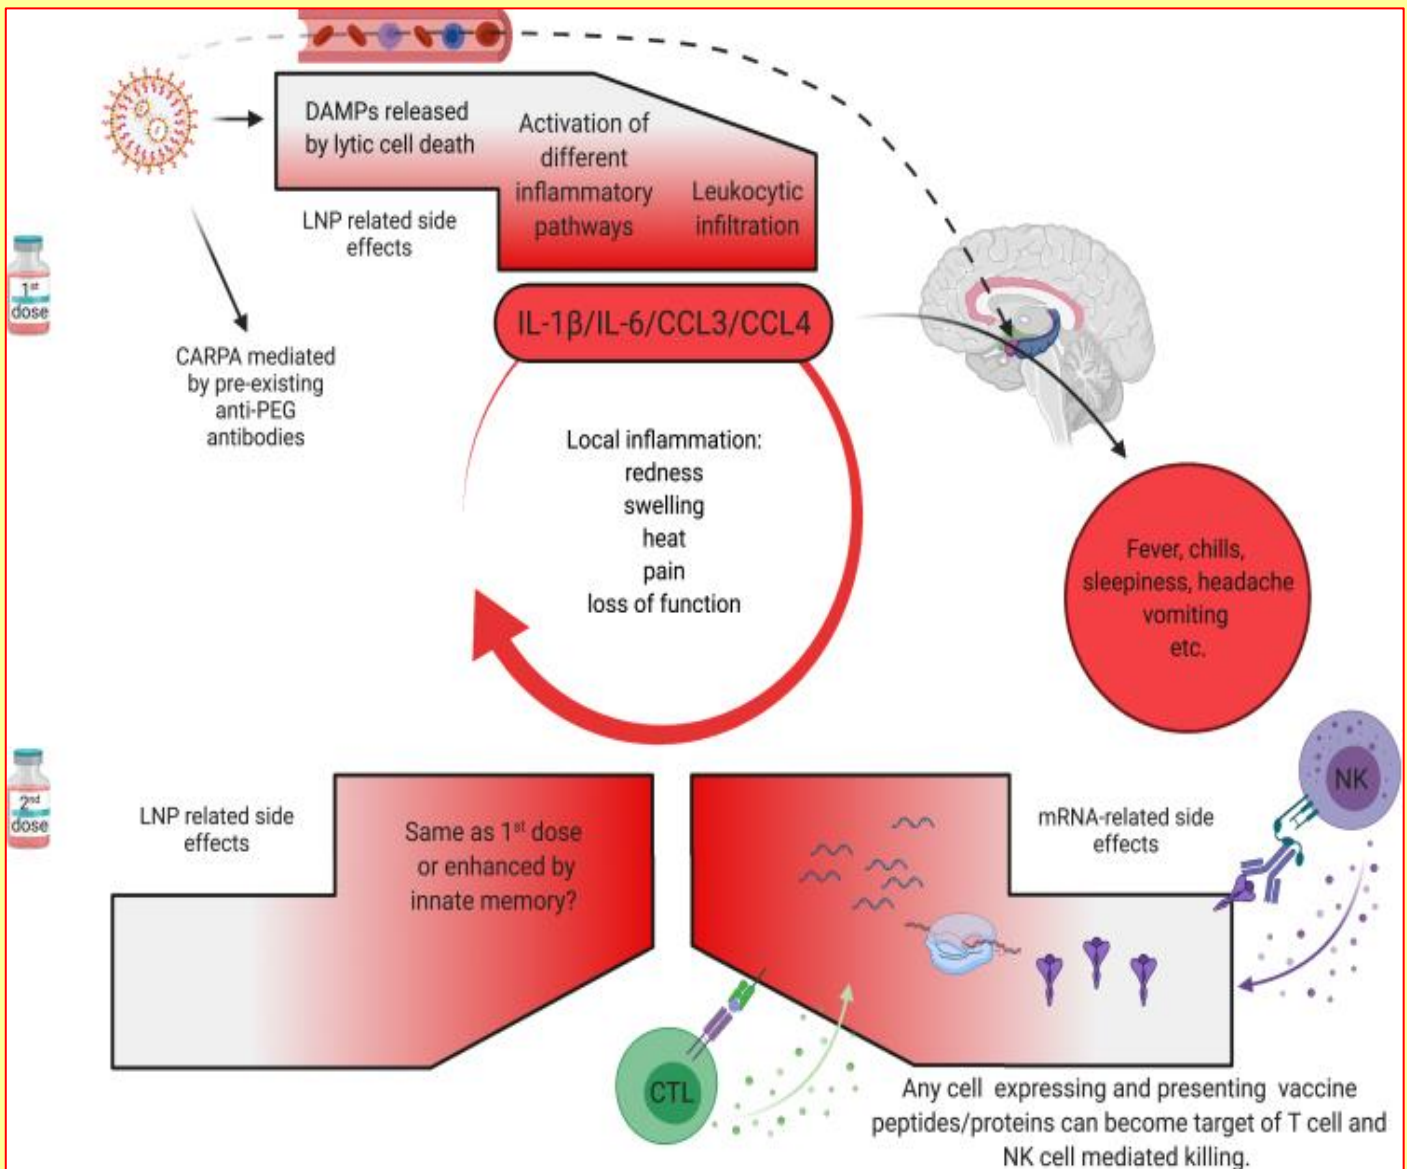 DAMPs released
by lytic cell death
Activation of
different
inflammatory
pathways
Leukocytic
infiltration
LNP related side
effects
1st
dose
IL-1β/IL-6/CCL3/CCL4
CARPA mediated
by pre-existing
anti-PEG
antibodies
Local inflammation:
redness
swelling
heat
pain
loss of function
Fever, chills,
sleepiness, headache
vomiting
etc.
2nd
dose
LNP related side
effects
Same as 1st dose
or enhanced by
innate memory?
mRNA-related side
effects
NK
CTL
Any cell expressing and presenting vaccine
peptides/proteins can become target of T cell and
NK cell mediated killing.